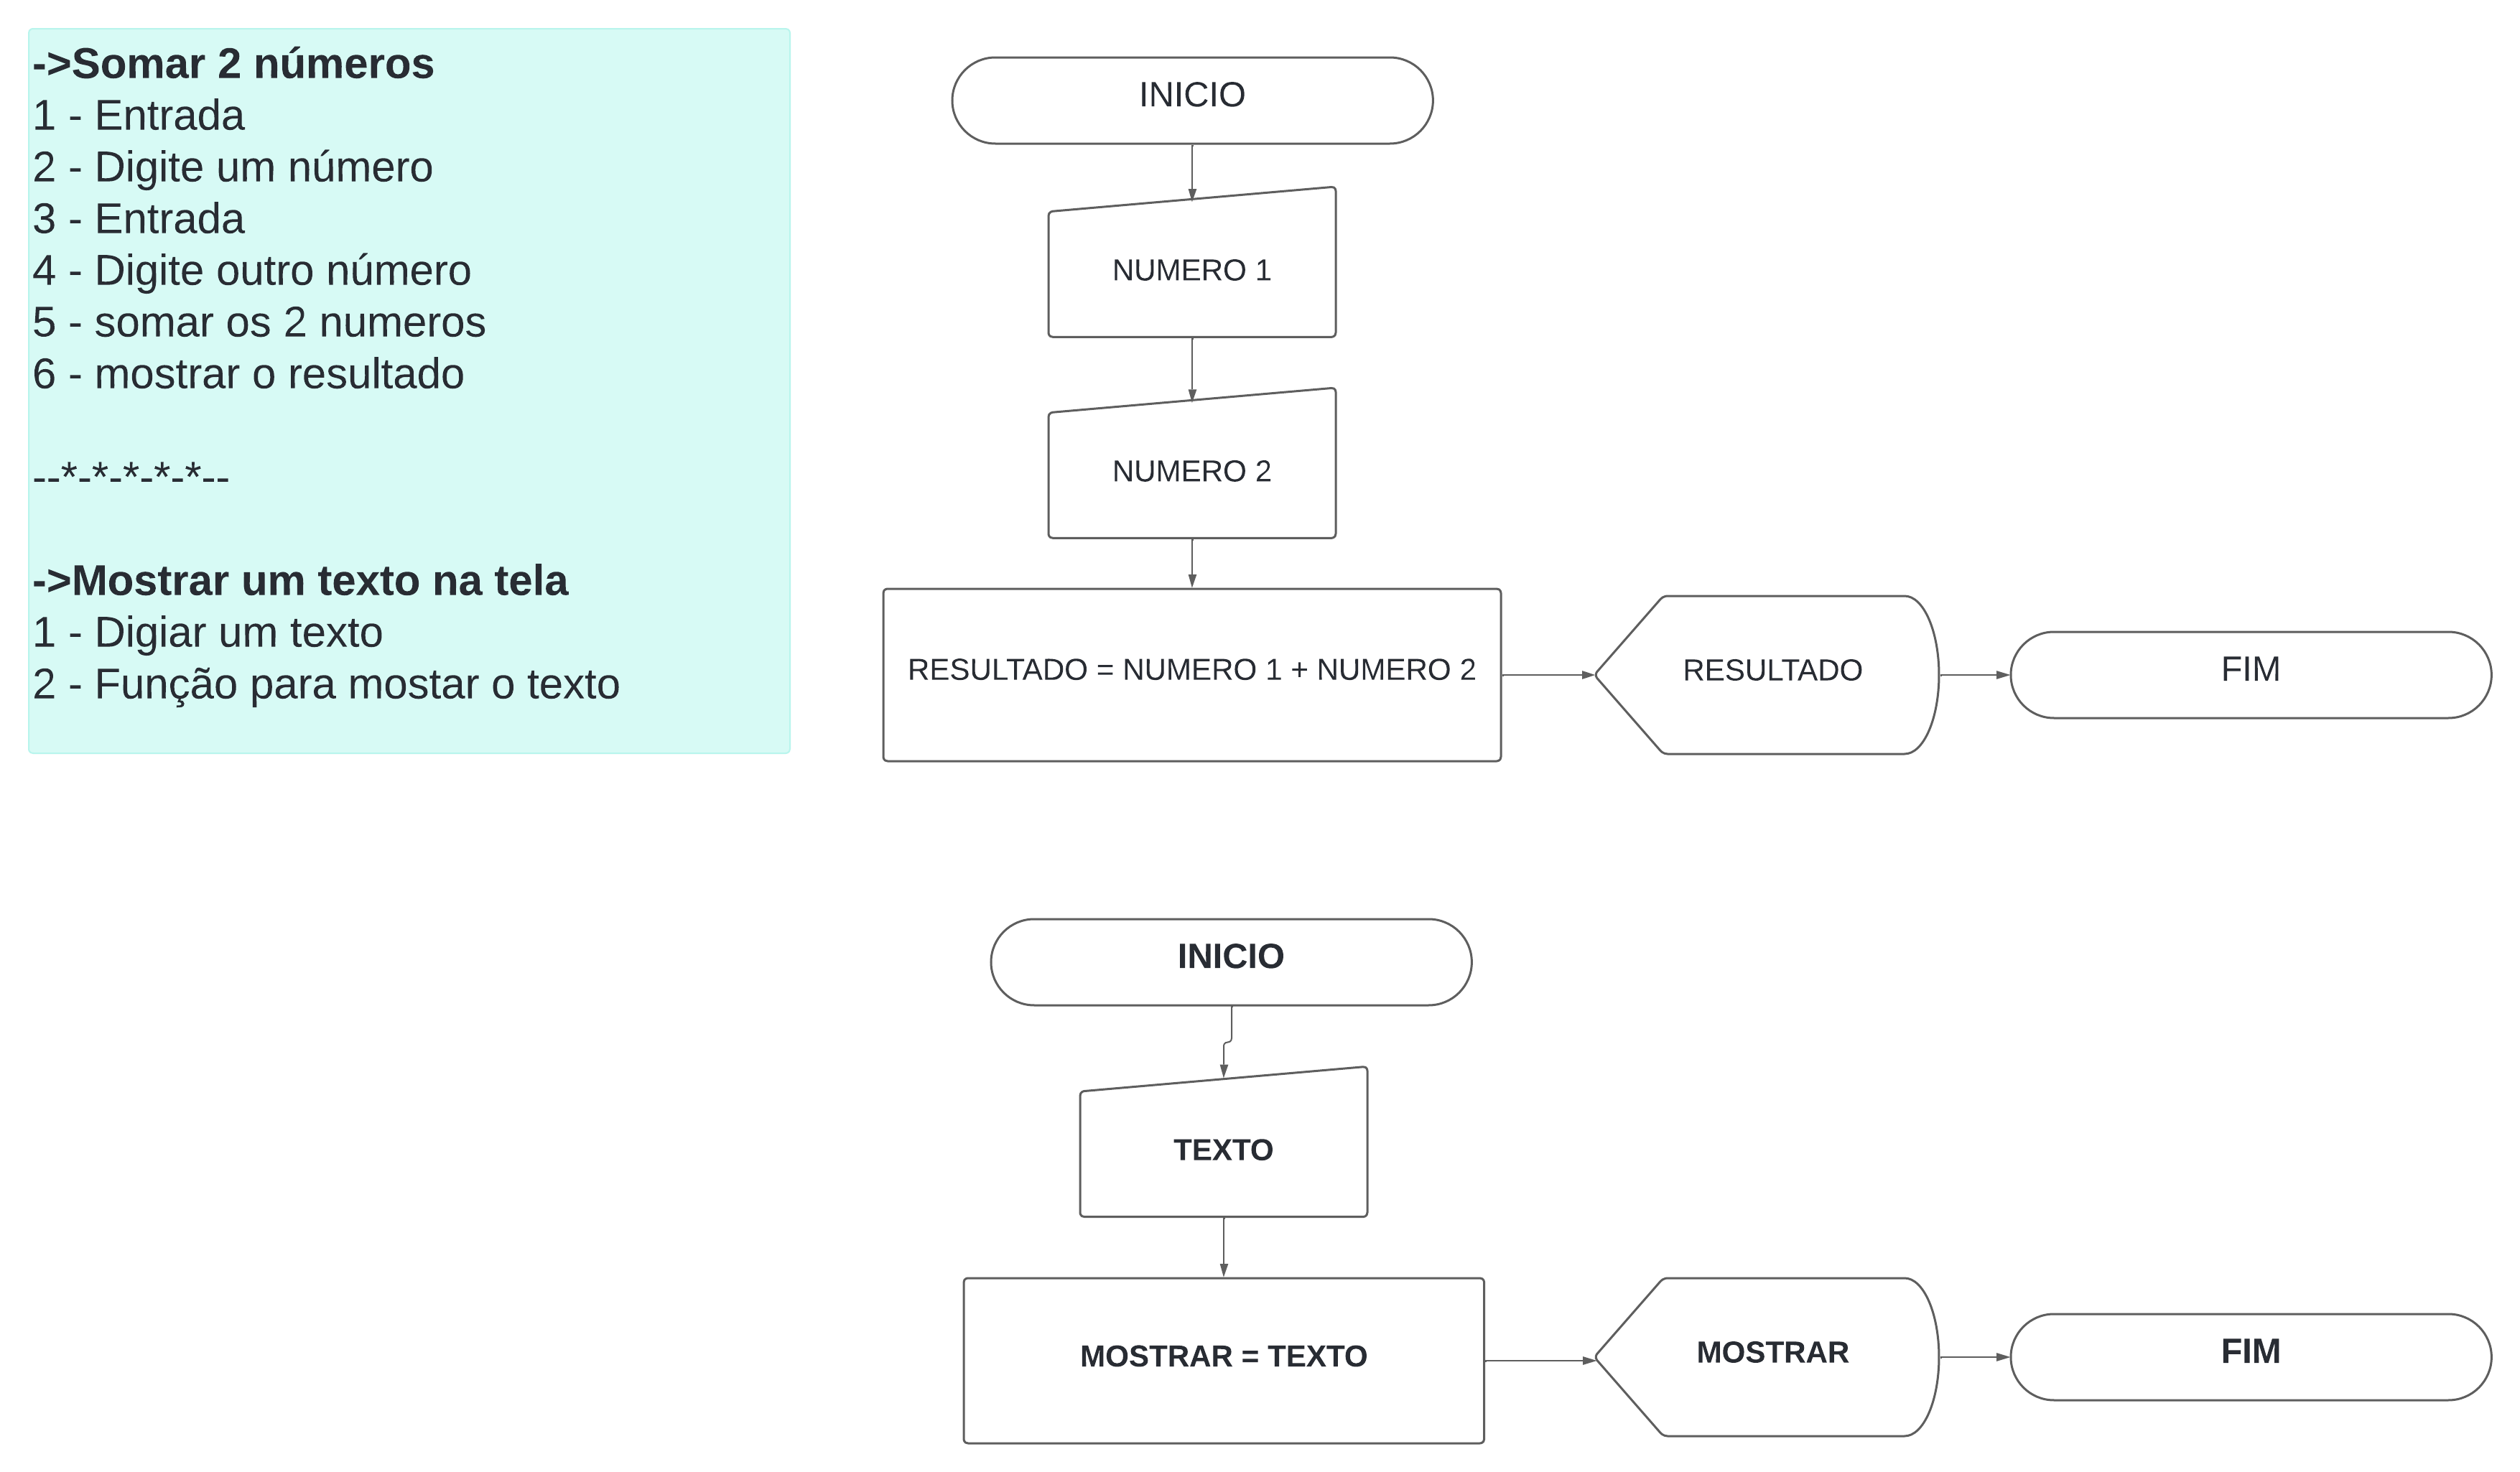 ->Somar 2 números
1 - Entrada
2 - Digite um número
3 - Entrada
4 - Digite outro número
5 - somar os 2 numeros
6 - mostrar o resultado
--*-*-*-*-*--
->Mostrar um texto na tela
1 - Digiar um texto
2 - Função para mostar o texto
INICIO
NUMERO 1
NUMERO 2
RESULTADO = NUMERO 1 + NUMERO 2
RESULTADO
FIM
INICIO
TEXTO
MOSTRAR = TEXTO
MOSTRAR
FIM